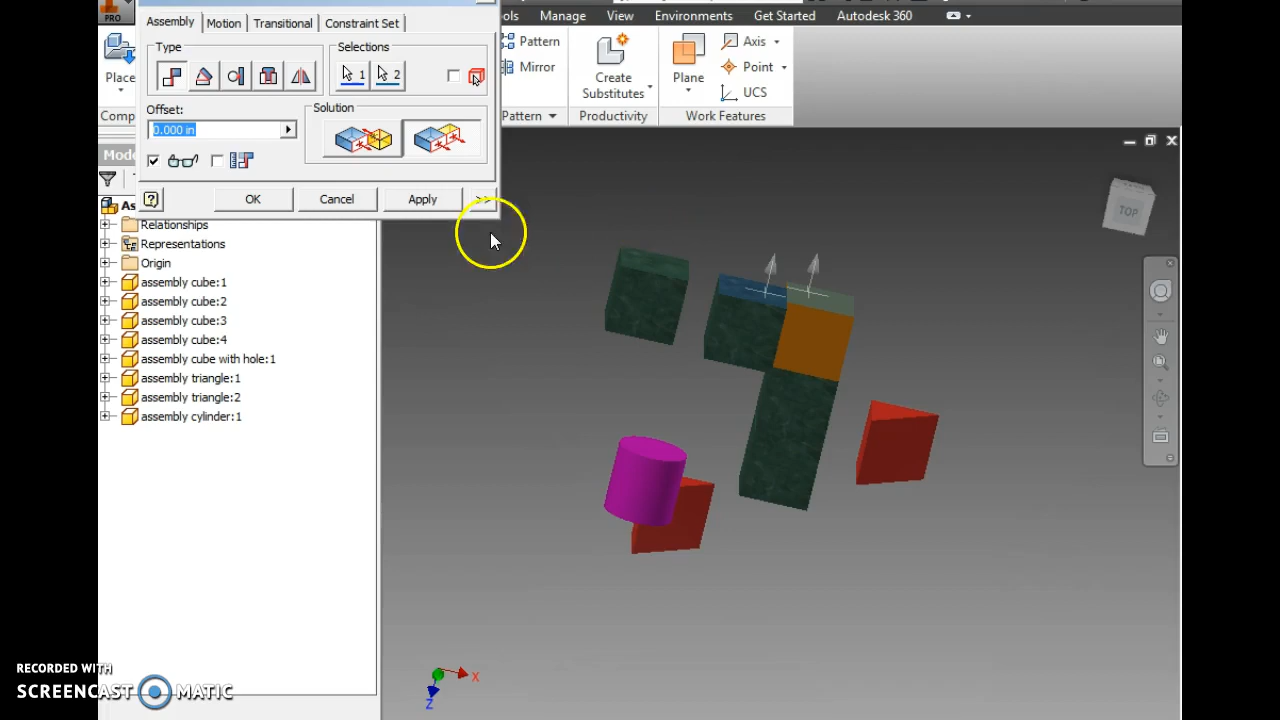 PRO
ools Manage View Environments Get Started Autodesk 360
Assembly Motion Transitional Constraint Set
Type Selections
1 2
Offset: Solution
0.000 in
OK Cancel Apply >>
Place
Pattern
Mirror
Create
Substitutes
Plane
Axis
Point
UCS
Comp Pattern Productivity Work Features
Mode
As
Relationships
Representations
Origin
assembly cube:1
assembly cube:2
assembly cube:3
assembly cube:4
assembly cube with hole:1
assembly triangle:1
assembly triangle:2
assembly cylinder:1
TOP
X
Z
RECORDED WITH
SCREENCAST MATIC